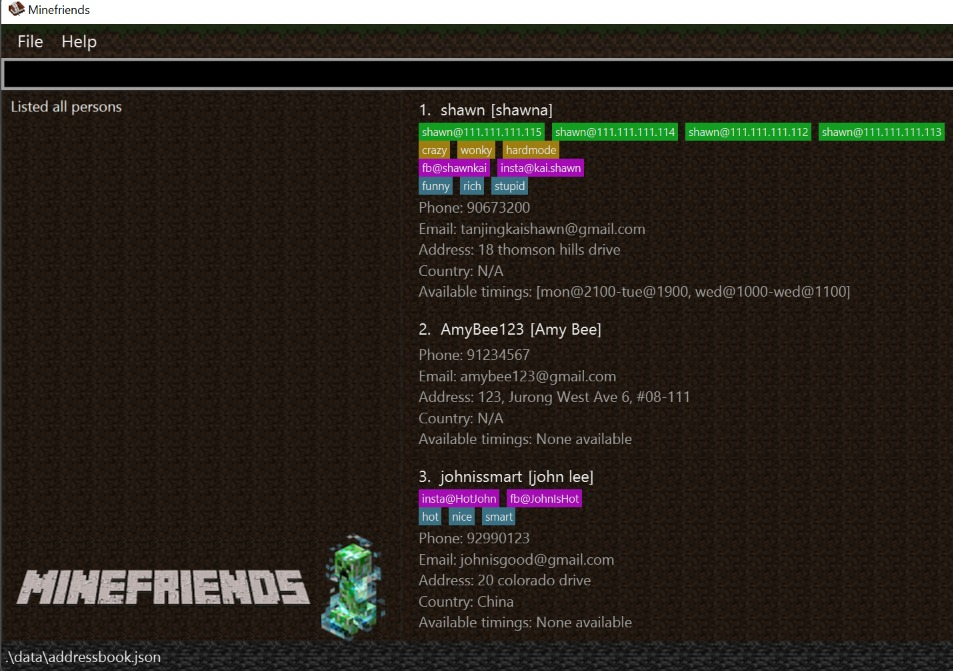 Minefriends
File Help
Listed all persons
1. shawn [shawna]
shawn@111.111.111.115 shawn@111.111.111.114 shawn@111.111.111.112 shawn@111.111.111.113
crazy wonky hardmode
fb@shawnkai insta@kai.shawn
funny rich stupid
Phone: 90673200
Email: tanjingkaishawn@gmail.com
Address: 18 thomson hills drive
Country: N/A
Available timings: [mon@2100-tue@1900, wed@1000-wed@1100]
2. AmyBee123 [Amy Bee]
Phone: 91234567
Email: amybee123@gmail.com
Address: 123, Jurong West Ave 6, #08-111
Country: N/A
Available timings: None available
3. johnissmart [john lee]
insta@HotJohn fb@JohnIsHot
hot nice smart
Phone: 92990123
Email: johnisgood@gmail.com
Address: 20 colorado drive
Country: China
Available timings: None available
MINEFRIENDS
.\data\addressbook.json